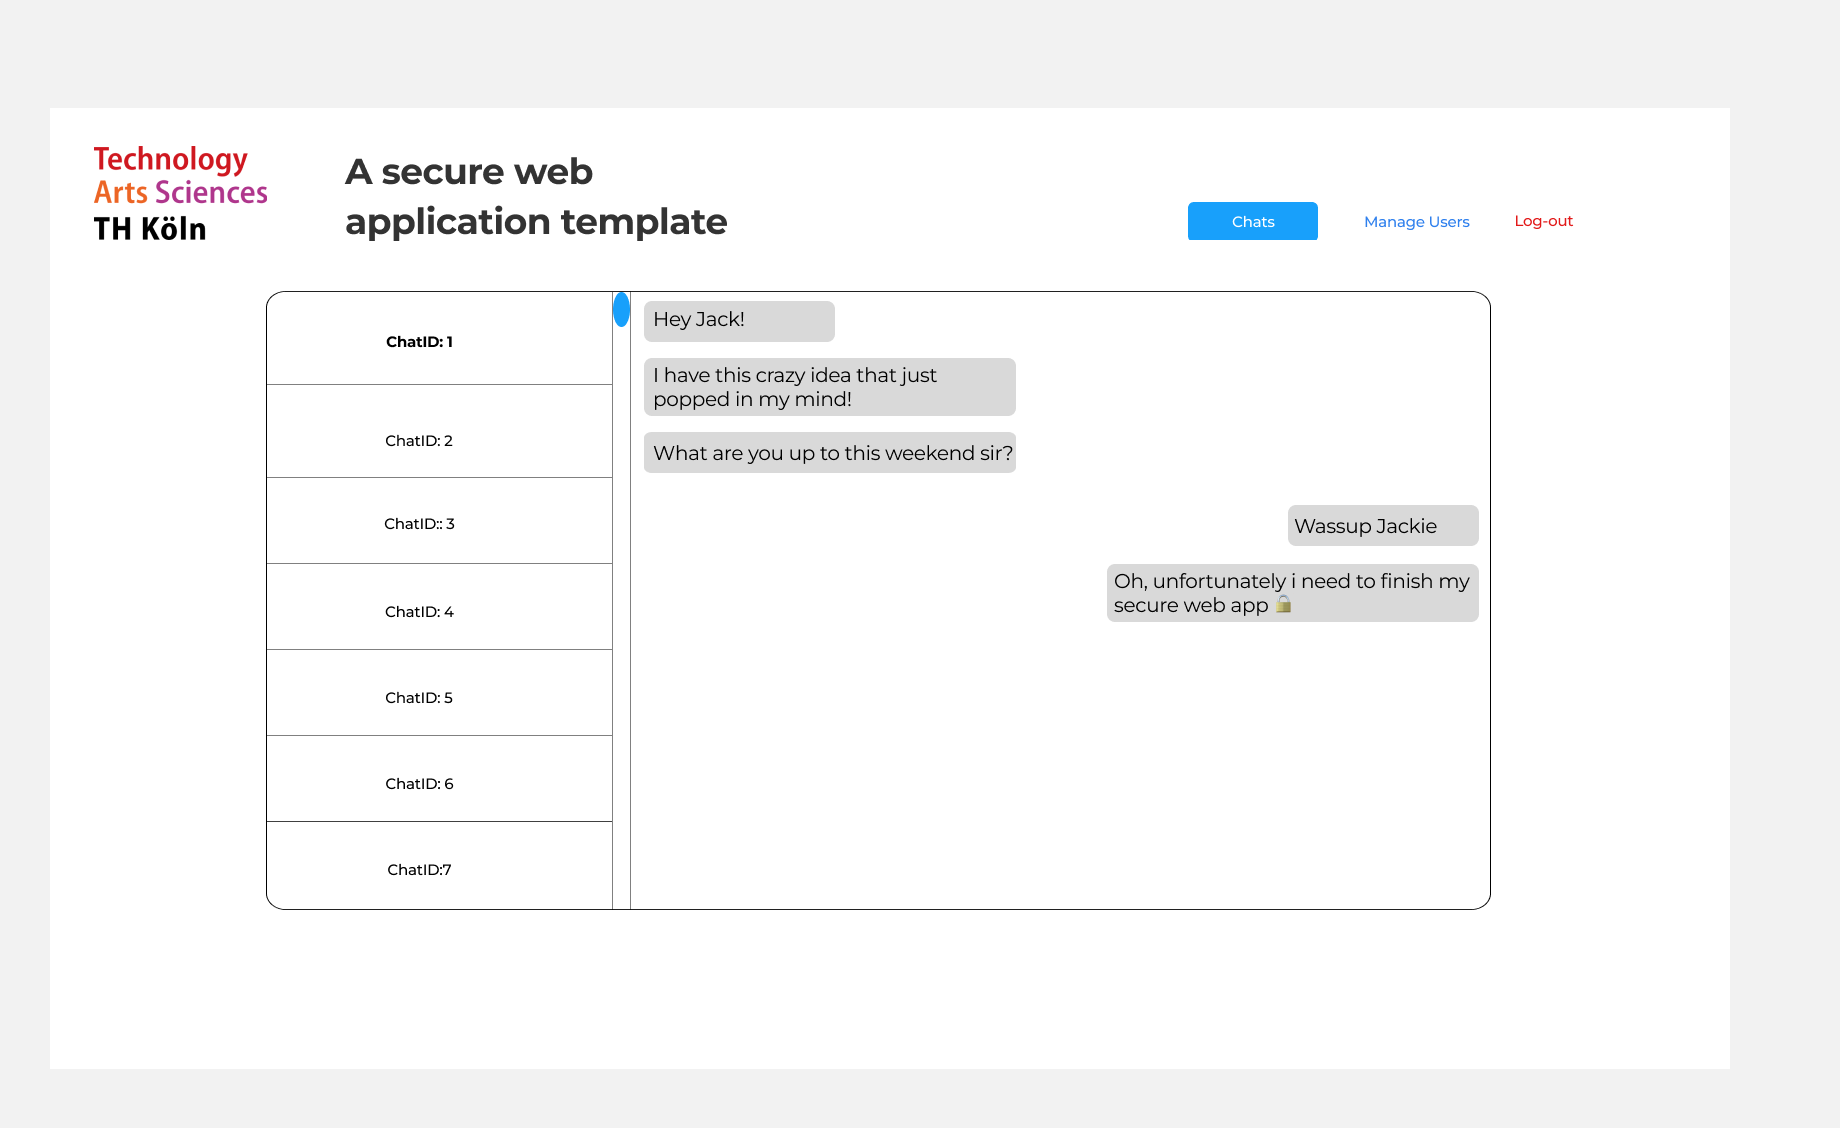 Technology
Arts Sciences
TH Köln
A secure web
application template
Chats
Manage Users
Log-out
ChatID: 1
ChatID: 2
ChatID:: 3
ChatID: 4
ChatID: 5
ChatID: 6
ChatID:7
Hey Jack!
I have this crazy idea that just
popped in my mind!
What are you up to this weekend sir?
Wassup Jackie
Oh, unfortunately i need to finish my
secure web app 🔒